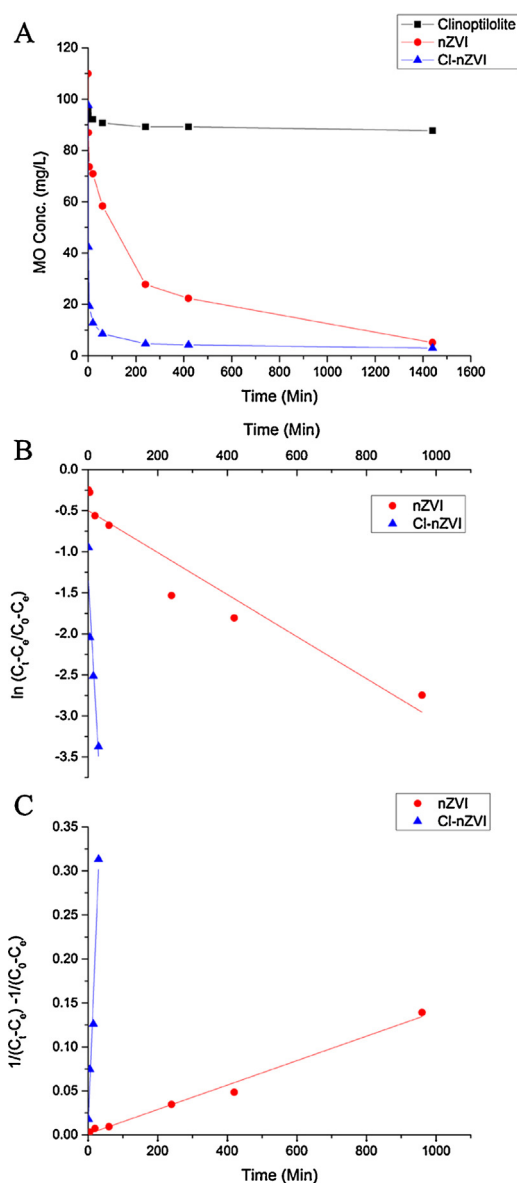 A
Clinoptilolite
nZVI
Cl-nZVI
120
100
80
60
40
20
0
MO Conc. (mg/L)
0 200 400 600 800 1000 1200 1400 1600
Time (Min)
Time (Min)
B
0 200 400 600 800 1000
0.0
-0.5
-1.0
-1.5
-2.0
-2.5
-3.0
-3.5
nZVI
Cl-nZVI
ln (Ct-Ce/C0-Ce)
C
nZVI
Cl-nZVI
0.35
0.30
0.25
0.20
0.15
0.10
0.05
0.00
1/(Ct-Ce) -1/(C0-Ce)
0 200 400 600 800 1000
Time (Min)